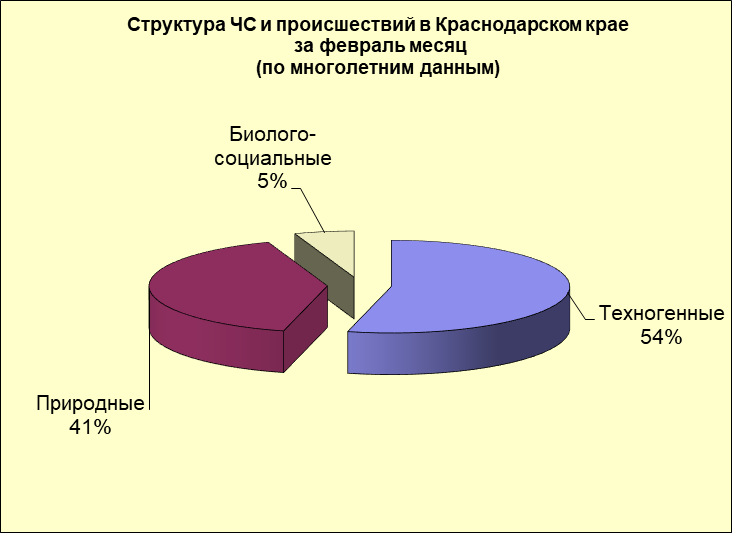 Структура ЧС и происшествий в Краснодарском крае
за февраль месяц
(по многолетним данным)
Биолого-
социальные
5%
Техногенные
54%
Природные
41%